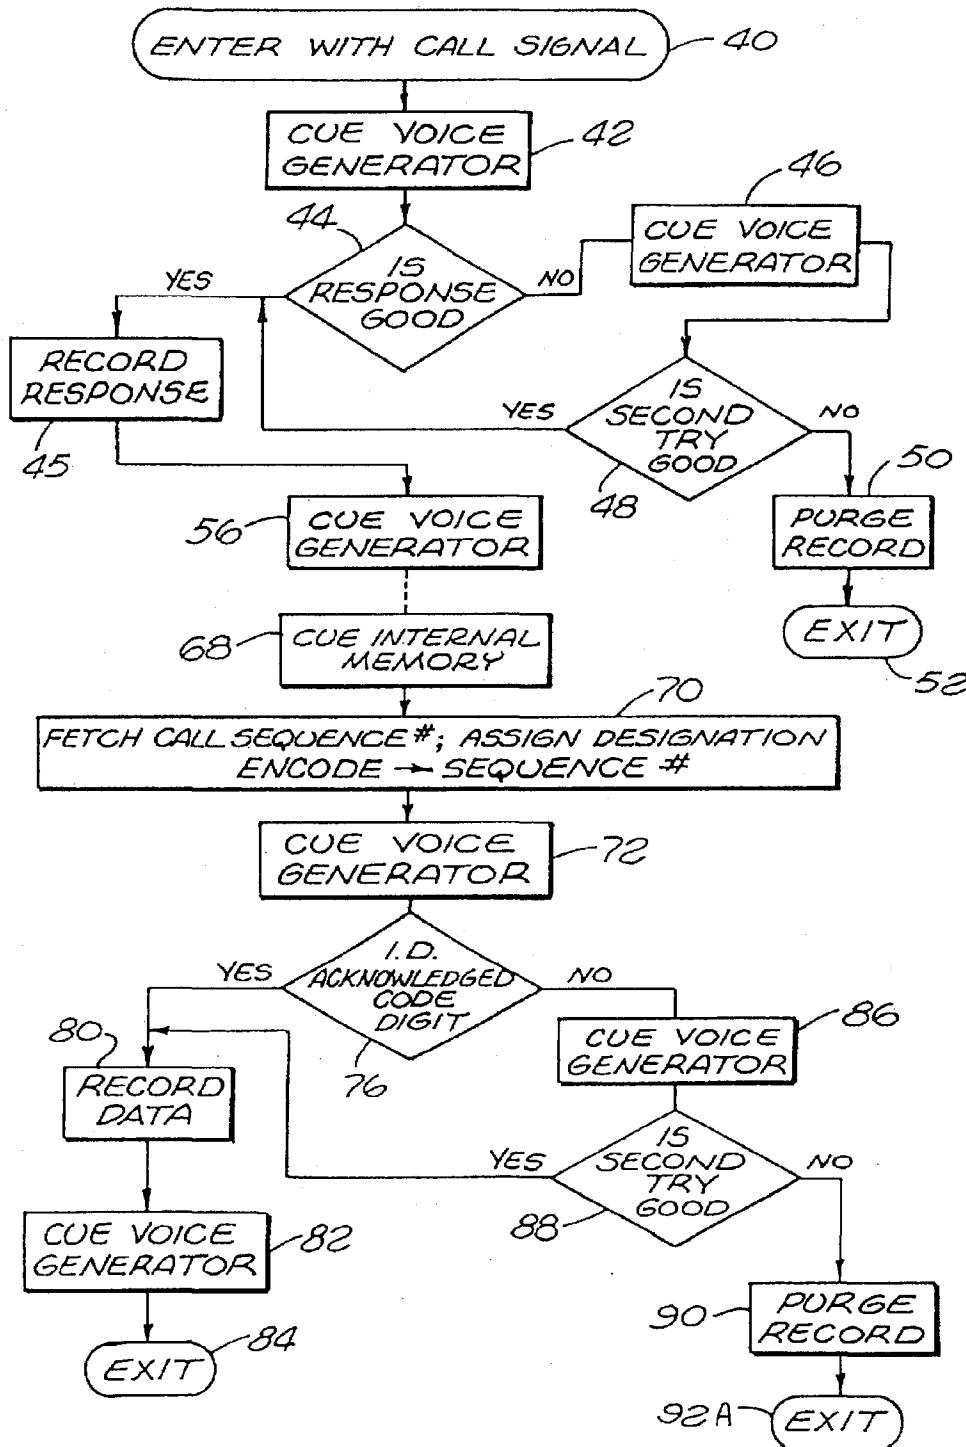 ENTER WITH CALL SIGNAL
40
CUE VOICE
GENERATOR
42
44
IS
RESPONSE
GOOD
YES
NO
46
CUE VOICE
GENERATOR
RECORD
RESPONSE
45
IS
SECOND
TRY
GOOD
YES
NO
48
50
PURGE
RECORD
EXIT
52
56
CUE VOICE
GENERATOR
68
CUE INTERNAL
MEMORY
70
FETCH CALL SEQUENCE #; ASSIGN DESIGNATION
ENCODE → SEQUENCE #
CUE VOICE
GENERATOR
72
I.D.
ACKNOWLEDGED
CODE
DIGIT
YES
NO
76
80
RECORD
DATA
CUE VOICE
GENERATOR
86
IS
SECOND
TRY
GOOD
YES
NO
88
CUE VOICE
GENERATOR
82
EXIT
84
90
PURGE
RECORD
92A
EXIT